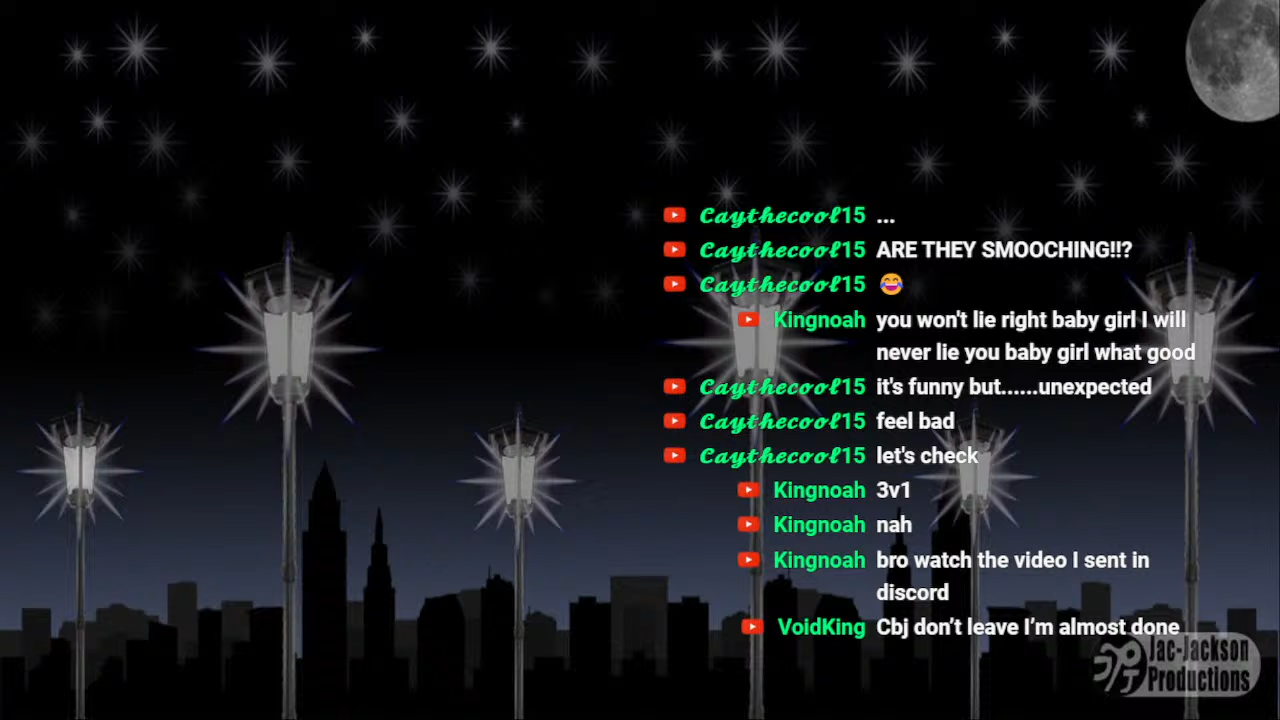 𝓒𝓪𝔂𝓽𝓱𝓮𝓬𝓸𝓸𝓵15 ...
𝓒𝓪𝔂𝓽𝓱𝓮𝓬𝓸𝓸𝓵15 ARE THEY SMOOCHING!!?
𝓒𝓪𝔂𝓽𝓱𝓮𝓬𝓸𝓸𝓵15 😂
Kingnoah you won't lie right baby girl I will
never lie you baby girl what good
𝓒𝓪𝔂𝓽𝓱𝓮𝓬𝓸𝓸𝓵15 it's funny but......unexpected
𝓒𝓪𝔂𝓽𝓱𝓮𝓬𝓸𝓸𝓵15 feel bad
𝓒𝓪𝔂𝓽𝓱𝓮𝓬𝓸𝓸𝓵15 let's check
Kingnoah 3v1
Kingnoah nah
Kingnoah bro watch the video I sent in
discord
VoidKing Cbj don’t leave I’m almost done
Jac-Jackson
Productions